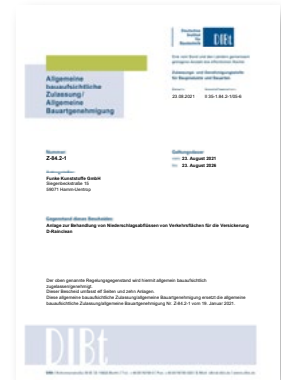 Deutsches
Institut
für
Bautechnik
DIBt
Zulassungs- und Genehmigungsstelle
für Bauprodukte und Bauarten
Allgemeine
bauaufsichtliche
Zulassung/
Allgemeine
Bauartgenehmigung
23.08.2021
Nummer:
Z-84.2-1
Geltungsdauer
vom: 23. August 2021
bis: 23. August 2026
Antragsteller:
Funke Kunststoffe GmbH
Siegenbeckstraße 15
59071 Hamm-Uentrop
Gegenstand dieses Bescheides:
Anlage zur Behandlung von Niederschlagsabflüssen von Verkehrsflächen für die Versickerung
D-Rainclean
Der oben genannte Regelungsgegenstand wird hiermit allgemein bauaufsichtlich
zugelassen/genehmigt.
Dieser Bescheid umfasst elf Seiten und zehn Anlagen.
Diese allgemeine bauaufsichtliche Zulassung/allgemeine Bauartgenehmigung ersetzt die allgemeine
bauaufsichtliche Zulassung/allgemeine Bauartgenehmigung Nr. Z-84.2-1 vom 19. Januar 2021.
DIBt